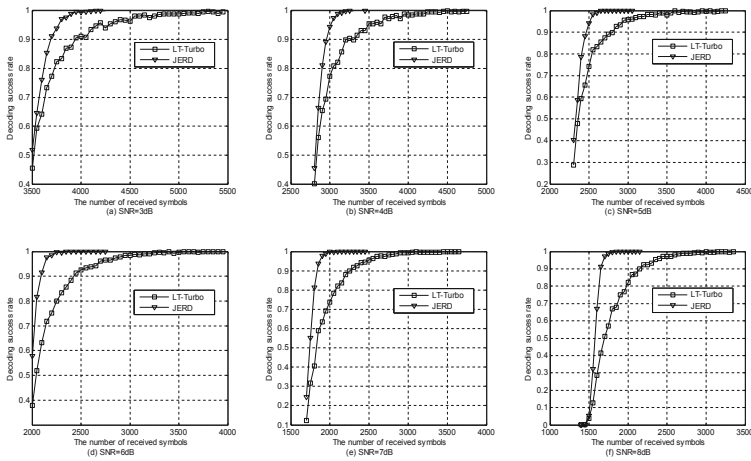 1
0.9
0.8
0.7
0.6
0.5
0.4
Decoding success rate
LT-Turbo
JERD
3500 4000 4500 5000 5500
The number of received symbols
(a) SNR=3dB
1
0.9
0.8
0.7
0.6
0.5
0.4
Decoding success rate
LT-Turbo
JERD
2500 3000 3500 4000 4500 5000
The number of received symbols
(b) SNR=4dB
1
0.9
0.8
0.7
0.6
0.5
0.4
0.3
0.2
Decoding success rate
LT-Turbo
JERD
2000 2500 3000 3500 4000 4500
The number of received symbols
(c) SNR=5dB
1
0.9
0.8
0.7
0.6
0.5
0.4
Decoding success rate
LT-Turbo
JERD
2000 2500 3000 3500 4000
The number of received symbols
(d) SNR=6dB
1
0.9
0.8
0.7
0.6
0.5
0.4
0.3
0.2
0.1
Decoding success rate
LT-Turbo
JERD
1500 2000 2500 3000 3500 4000
The number of received symbols
(e) SNR=7dB
1
0.9
0.8
0.7
0.6
0.5
0.4
0.3
0.2
0.1
0
Decoding success rate
LT-Turbo
JERD
1000 1500 2000 2500 3000 3500
The number of received symbols
(f) SNR=8dB